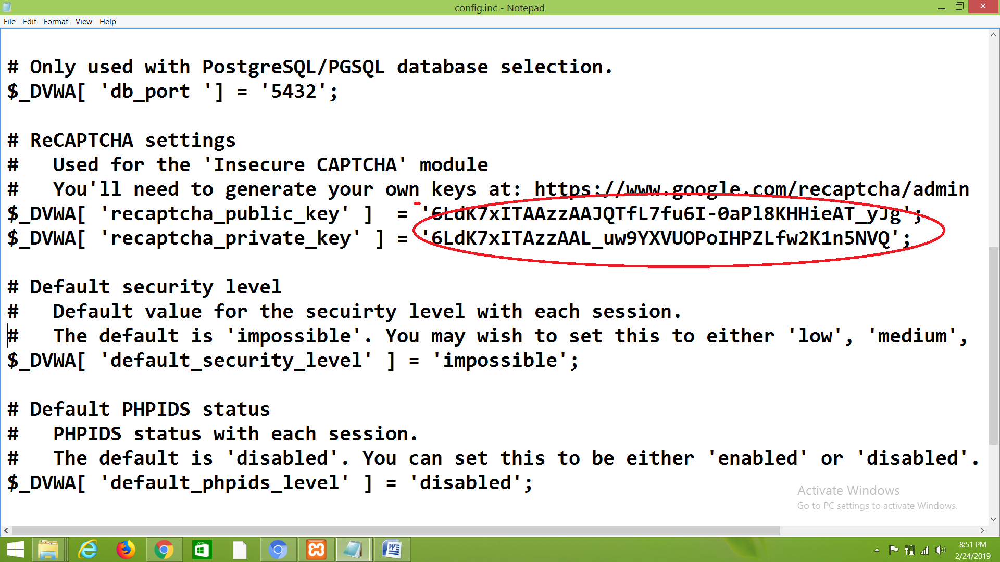 config.inc - Notepad
File Edit Format View Help
# Only used with PostgreSQL/PGSQL database selection.
$_DVWA[ 'db_port '] = '5432';
# ReCAPTCHA settings
#   Used for the 'Insecure CAPTCHA' module
#   You'll need to generate your own keys at: https://www.google.com/recaptcha/admin
$_DVWA[ 'recaptcha_public_key' ]  = '6LdK7xITAAzzAAJQTfL7fu6I-0aPl8KHHieAT_yJg';
$_DVWA[ 'recaptcha_private_key' ] = '6LdK7xITAzzAAL_uw9YXVUOPoIHPZLfw2K1n5NVQ';
# Default security level
#   Default value for the secuirty level with each session.
#   The default is 'impossible'. You may wish to set this to either 'low', 'medium',
$_DVWA[ 'default_security_level' ] = 'impossible';
# Default PHPIDS status
#   PHPIDS status with each session.
#   The default is 'disabled'. You can set this to be either 'enabled' or 'disabled'.
$_DVWA[ 'default_phpids_level' ] = 'disabled';
Activate Windows
Go to PC settings to activate Windows.
8:51 PM
2/24/2019